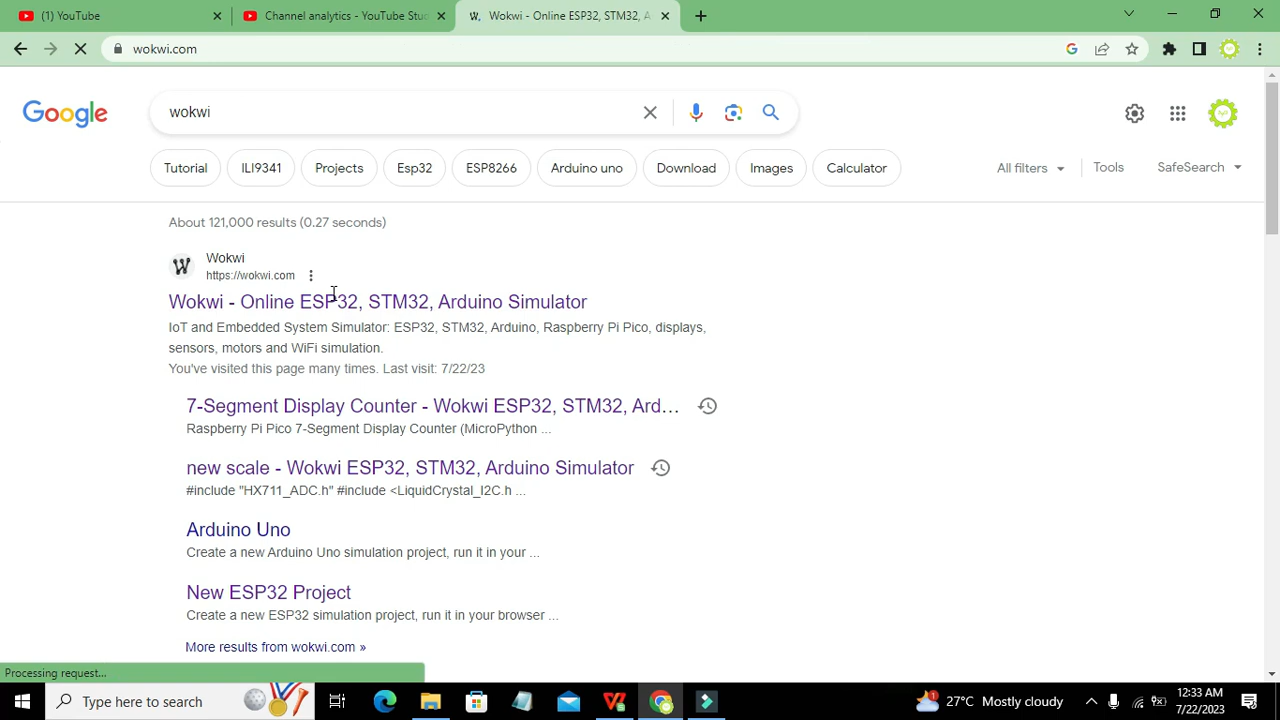 (1) YouTube
Channel analytics - YouTube Stu
Wokwi - Online ESP32, STM32, A
wokwi.com
Google
wokwi
Tutorial
ILI9341
Projects
Esp32
ESP8266
Arduino uno
Download
Images
Calculator
All filters
Tools
SafeSearch
About 121,000 results (0.27 seconds)
W
Wokwi
https://wokwi.com
Wokwi - Online ESP32, STM32, Arduino Simulator
IoT and Embedded System Simulator: ESP32, STM32, Arduino, Raspberry Pi Pico, displays,
sensors, motors and WiFi simulation.
You've visited this page many times. Last visit: 7/22/23
7-Segment Display Counter - Wokwi ESP32, STM32, Ard...
Raspberry Pi Pico 7-Segment Display Counter (MicroPython ...
new scale - Wokwi ESP32, STM32, Arduino Simulator
#include "HX711_ADC.h" #include <LiquidCrystal_I2C.h ...
Arduino Uno
Create a new Arduino Uno simulation project, run it in your ...
New ESP32 Project
Create a new ESP32 simulation project, run it in your browser ...
More results from wokwi.com »
Processing request...
Type here to search
1
27°C Mostly cloudy
12:33 AM
7/22/2023